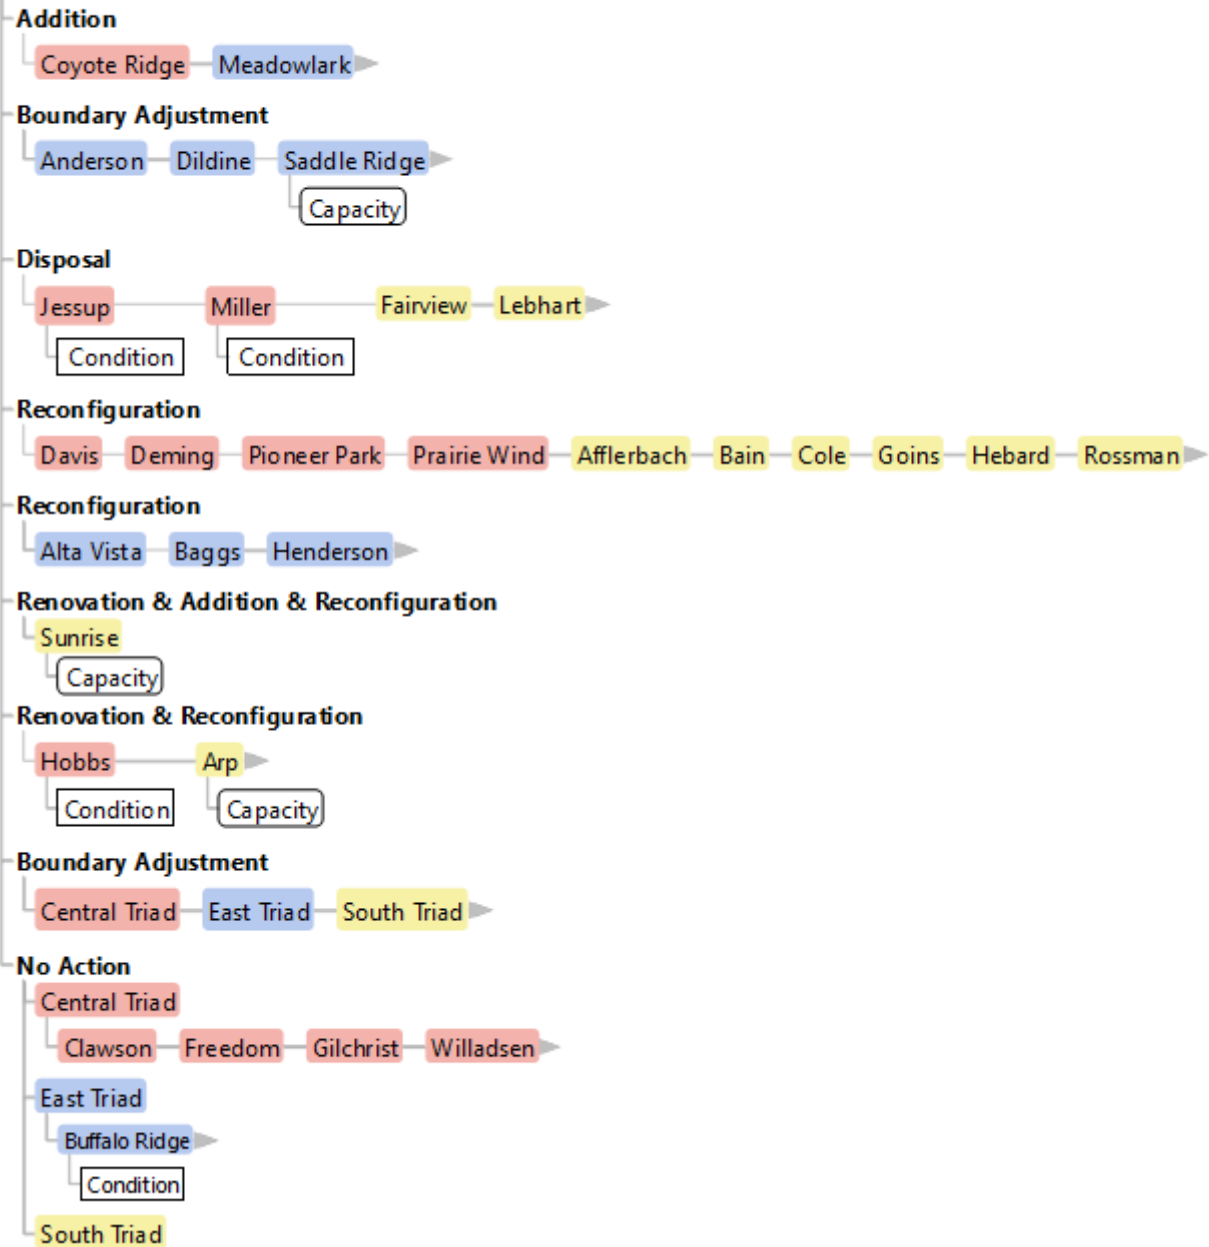 Addition
Coyote Ridge Meadowlark
Boundary Adjustment
Anderson Dildine Saddle Ridge
Capacity
Disposal
Jessup Miller Fairview Lebhart
Condition Condition
Reconfiguration
Davis Deming Pioneer Park Prairie Wind Afflerbach Bain Cole Goins Hebard Rossman
Reconfiguration
Alta Vista Baggs Henderson
Renovation & Addition & Reconfiguration
Sunrise
Capacity
Renovation & Reconfiguration
Hobbs Arp
Condition Capacity
Boundary Adjustment
Central Triad East Triad South Triad
No Action
Central Triad
Clawson Freedom Gilchrist Willadsen
East Triad
Buffalo Ridge
Condition
South Triad